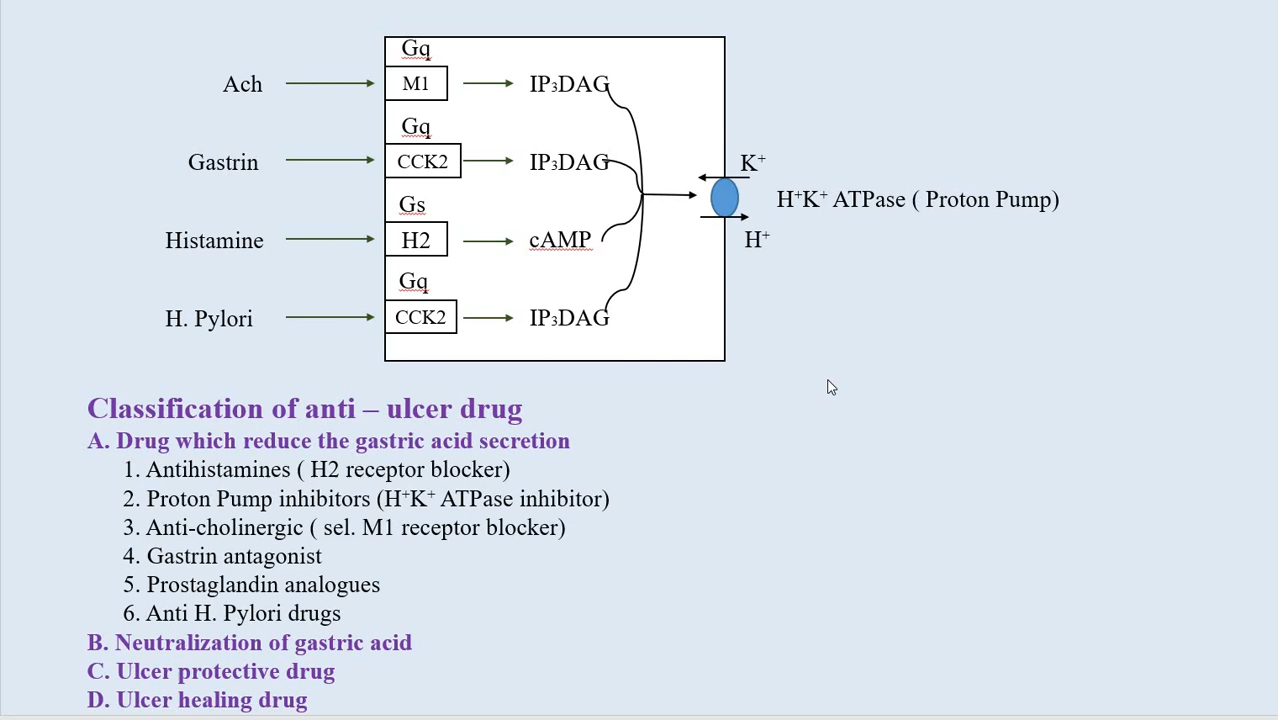 Gq
Ach M1 IP₃DAG
Gq
Gastrin CCK2 IP₃DAG K⁺
Gs
H⁺K⁺ ATPase ( Proton Pump)
Histamine H2 cAMP H⁺
Gq
H. Pylori CCK2 IP₃DAG
Classification of anti – ulcer drug
A. Drug which reduce the gastric acid secretion
1. Antihistamines ( H2 receptor blocker)
2. Proton Pump inhibitors (H⁺K⁺ ATPase inhibitor)
3. Anti-cholinergic ( sel. M1 receptor blocker)
4. Gastrin antagonist
5. Prostaglandin analogues
6. Anti H. Pylori drugs
B. Neutralization of gastric acid
C. Ulcer protective drug
D. Ulcer healing drug